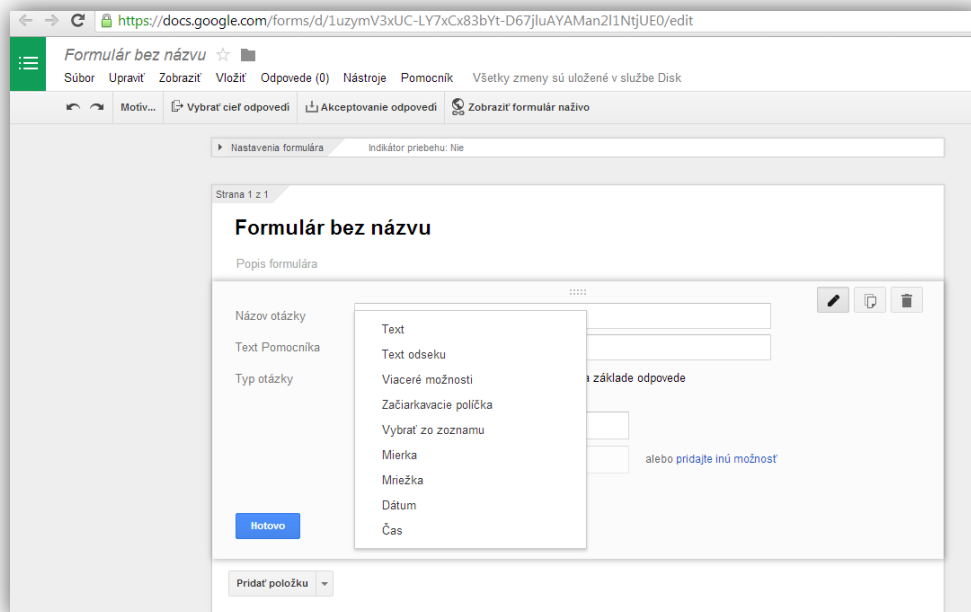 https://docs.google.com/forms/d/1uzymV3xUC-LY7xCx83bYt-D67jluAYAMan2l1NtjUE0/edit
Formulár bez názvu
Súbor Upraviť Zobraziť Vložiť Odpovede (0) Nástroje Pomocník Všetky zmeny sú uložené v službe Disk
Motív... Vybrať cieľ odpovedí Akceptovanie odpovedí Zobraziť formulár naživo
Nastavenia formulára Indikátor priebehu: Nie
Strana 1 z 1
Formulár bez názvu
Popis formulára
Názov otázky
Text Pomocníka
Typ otázky
a základe odpovede
Text
Text odseku
Viaceré možnosti
Začiarkavacie políčka
Vybrať zo zoznamu
Mierka
Mriežka
Dátum
Čas
alebo pridajte inú možnosť
Hotovo
Pridať položku